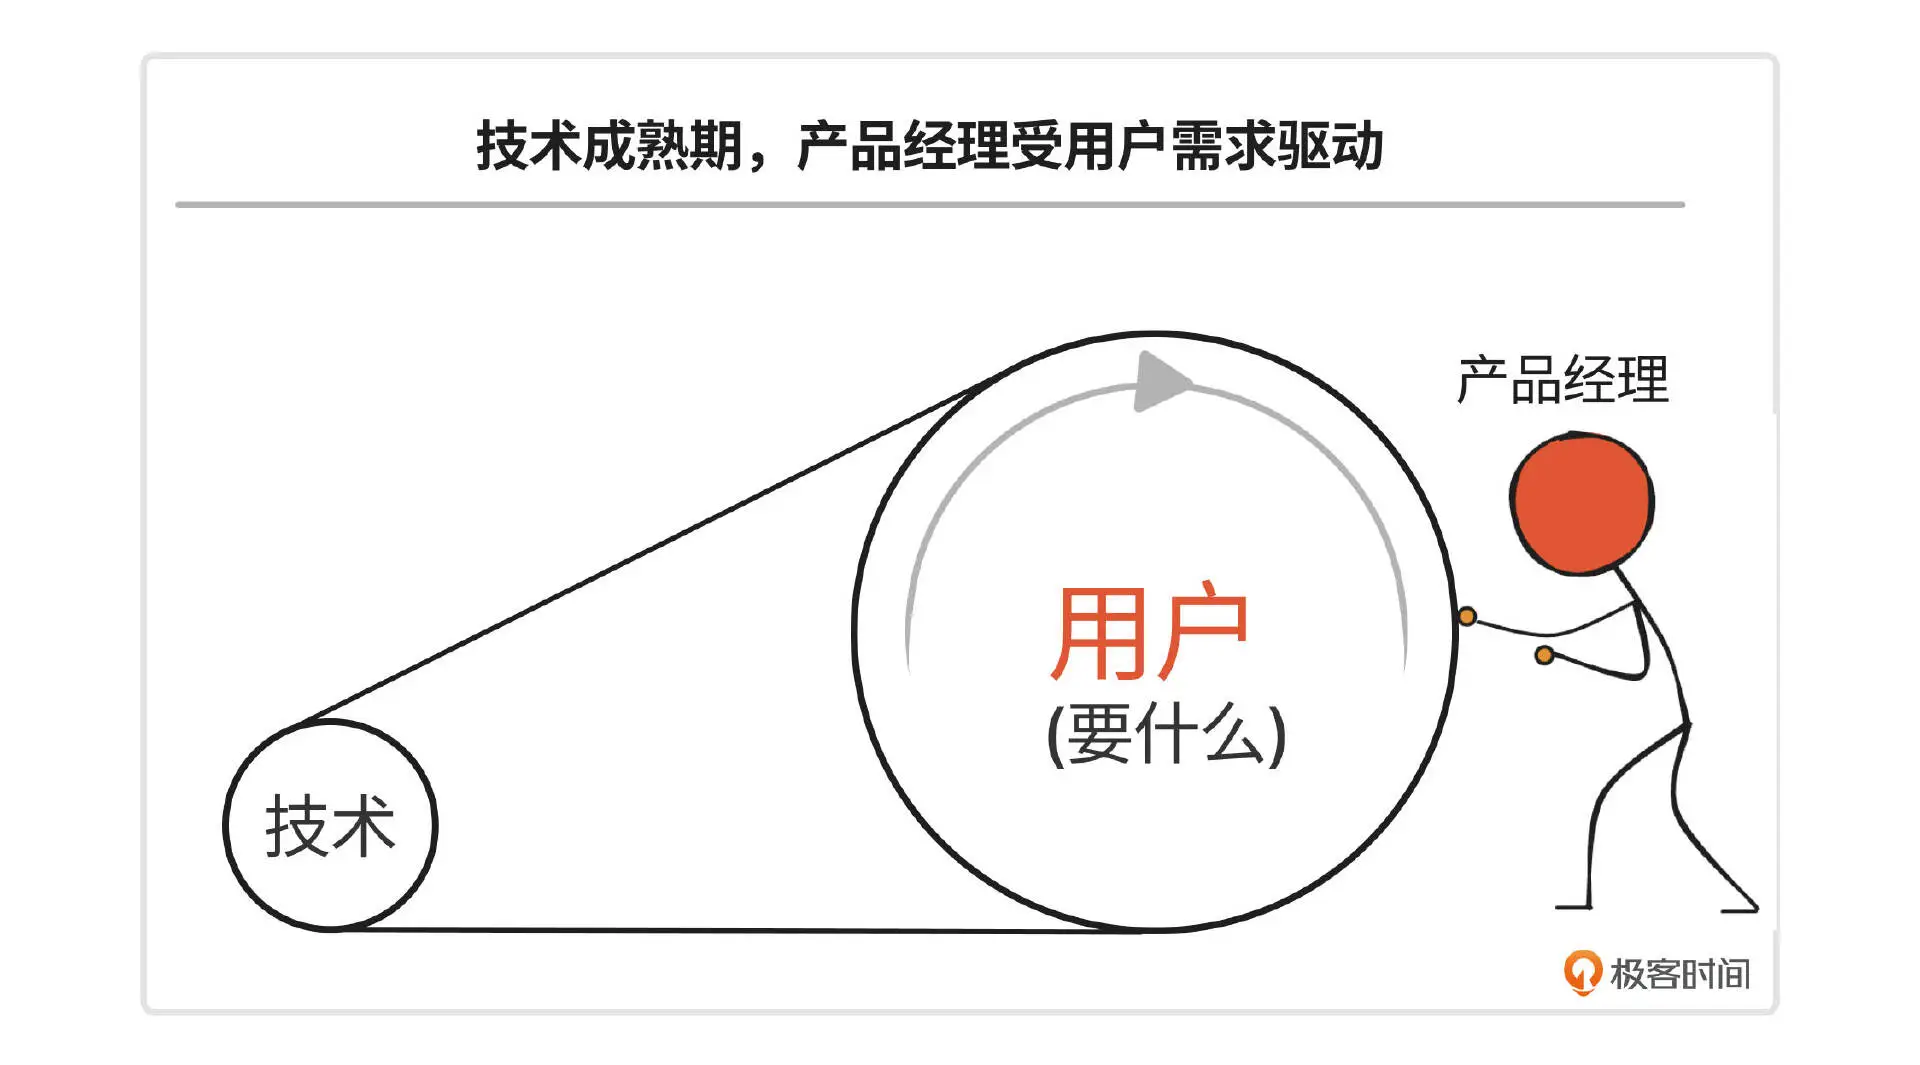 技术成熟期，产品经理受用户需求驱动
产品经理
用户
(要什么)
技术
极客时间